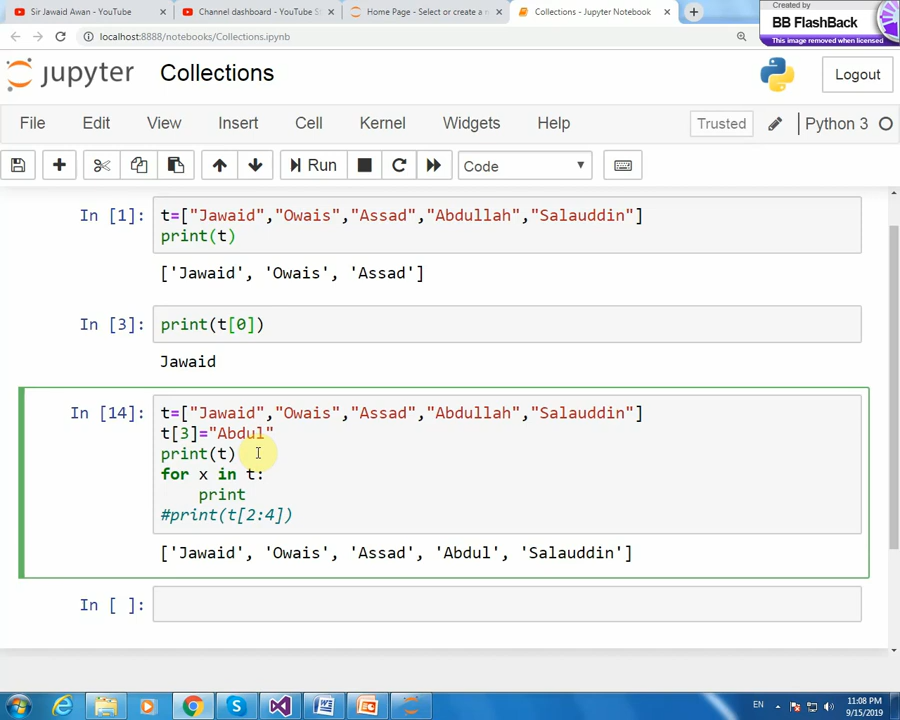 Sir Jawaid Awan - YouTube
Channel dashboard - YouTube St
Home Page - Select or create a n
Collections - Jupyter Notebook
Created by
BB FlashBack
This image removed when licensed
localhost:8888/notebooks/Collections.ipynb
jupyter Collections
Logout
File Edit View Insert Cell Kernel Widgets Help
Trusted
Python 3
Run
Code
In [1]: t=["Jawaid","Owais","Assad","Abdullah","Salauddin"]
print(t)
['Jawaid', 'Owais', 'Assad']
In [3]: print(t[0])
Jawaid
In [14]: t=["Jawaid","Owais","Assad","Abdullah","Salauddin"]
t[3]="Abdul"
print(t)
for x in t:
    print
#print(t[2:4])
['Jawaid', 'Owais', 'Assad', 'Abdul', 'Salauddin']
In [ ]:
EN
11:08 PM
9/15/2019